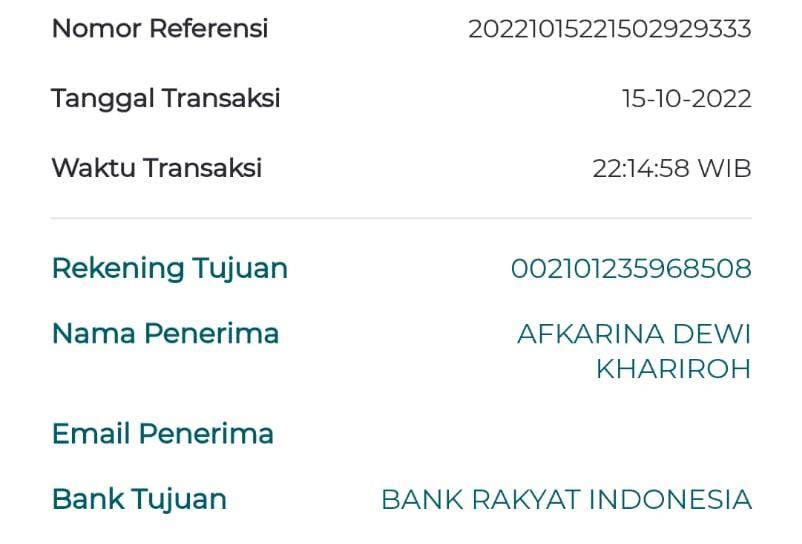 Nomor Referensi 20221015221502929333
Tanggal Transaksi 15-10-2022
Waktu Transaksi 22:14:58 WIB
Rekening Tujuan 002101235968508
Nama Penerima AFKARINA DEWI
KHARIROH
Email Penerima
Bank Tujuan BANK RAKYAT INDONESIA